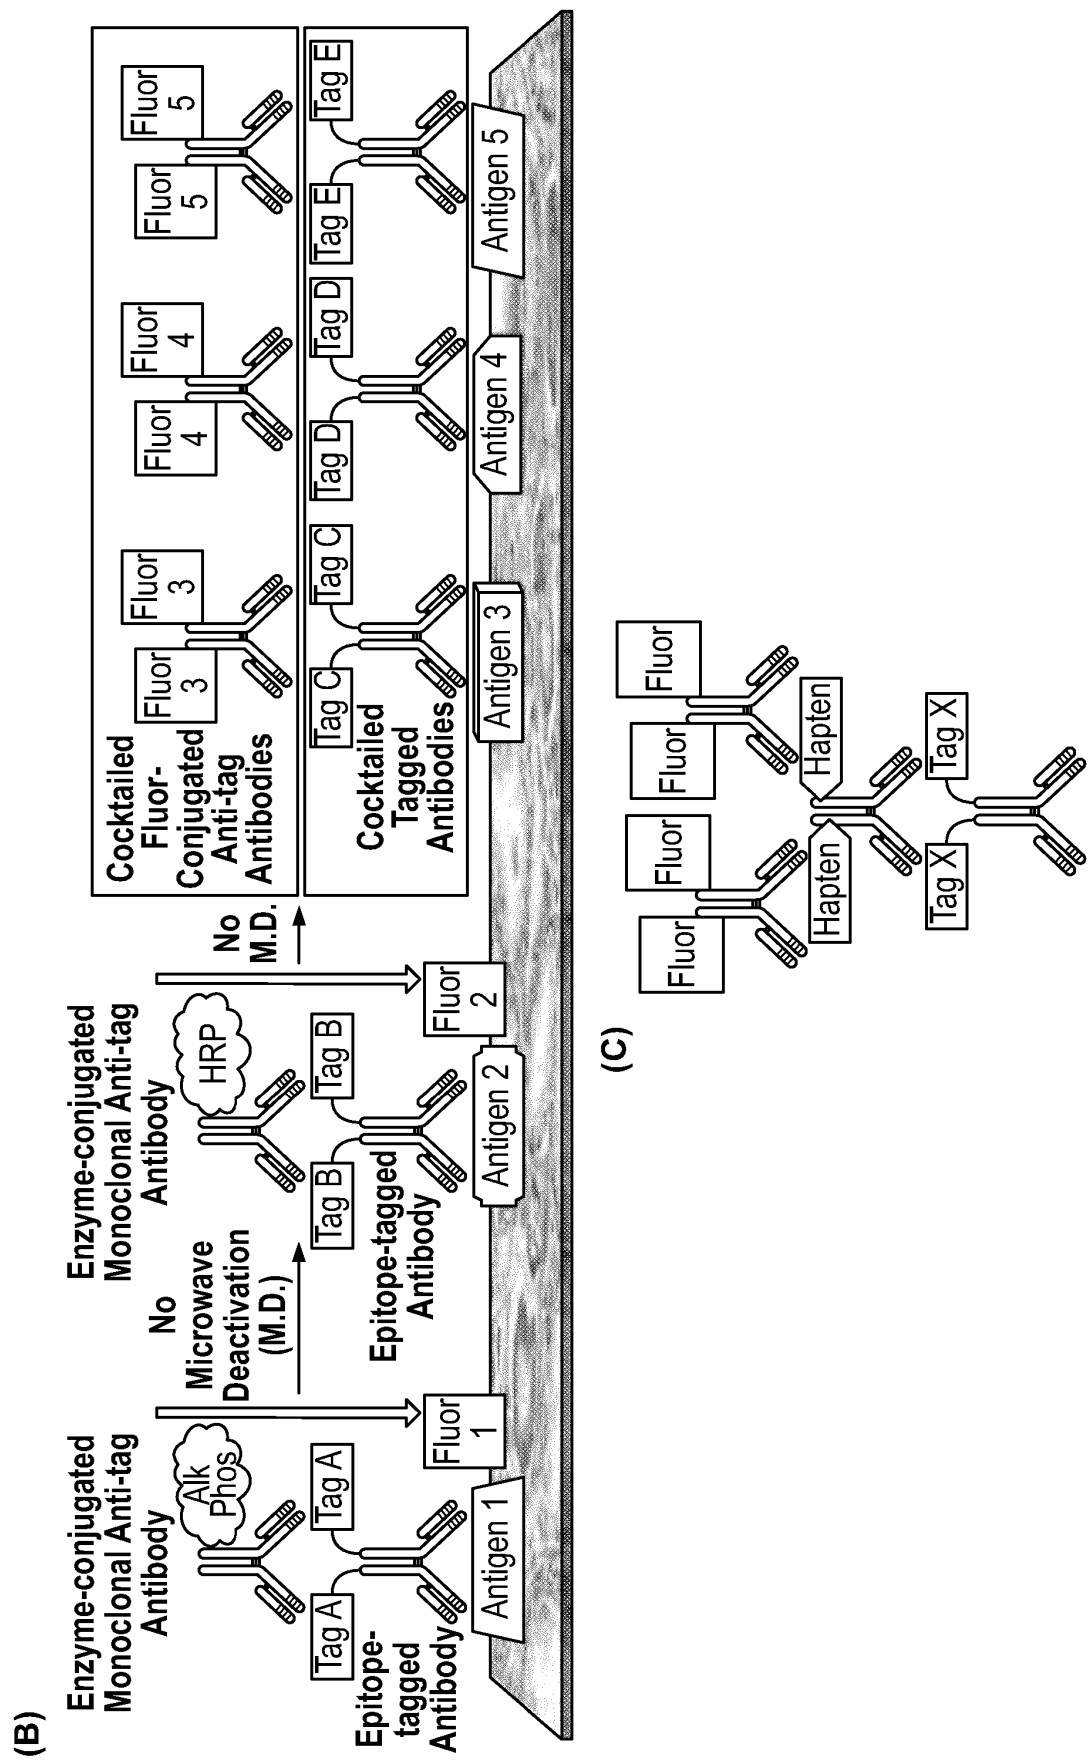 (B)
Enzyme-conjugated
Monoclonal Anti-tag
Antibody
Alk
Phos
Tag A
Tag A
Epitope-
tagged
Antibody
Fluor
1
Antigen 1
No
Microwave
Deactivation
(M.D.)
Enzyme-conjugated
Monoclonal Anti-tag
Antibody
HRP
Tag B
Tag B
Epitope-tagged
Antibody
Fluor
2
Antigen 2
No
M.D.
Cocktailed
Fluor-
Conjugated
Anti-tag
Antibodies
Fluor
3
Fluor
3
Fluor
4
Fluor
4
Fluor
5
Fluor
5
Cocktailed
Tagged
Antibodies
Tag C
Tag C
Tag D
Tag D
Tag E
Tag E
Antigen 3
Antigen 4
Antigen 5
(C)
Fluor
Fluor
Fluor
Fluor
Hapten
Hapten
Tag X
Tag X